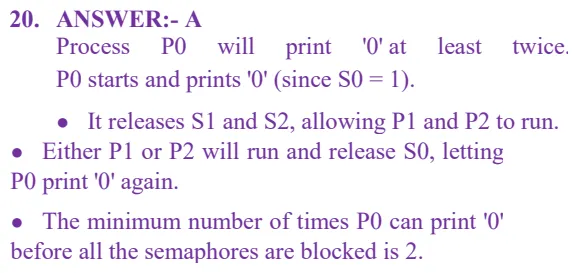 20. ANSWER:- A
Process P0 will print '0' at least twice.
P0 starts and prints '0' (since S0 = 1).
● It releases S1 and S2, allowing P1 and P2 to run.
● Either P1 or P2 will run and release S0, letting
P0 print '0' again.
● The minimum number of times P0 can print '0'
before all the semaphores are blocked is 2.